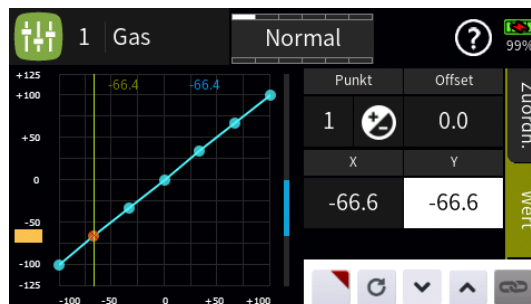 1 Gas Normal ? 99%
+125
+100
+50
0
-50
-100
-125
-100 -50 0 +50 +100
-66.4 -66.4
Punkt Offset
1 0.0
X Y
-66.6 -66.6
Zuordn.
Wert